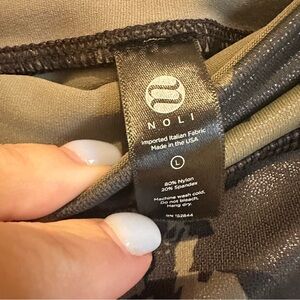 NOLI
Imported Italian Fabric
Made in the USA
L
80% Nylon
20% Spandex
Machine wash cold.
Do not bleach.
Hang dry.
RN 152844